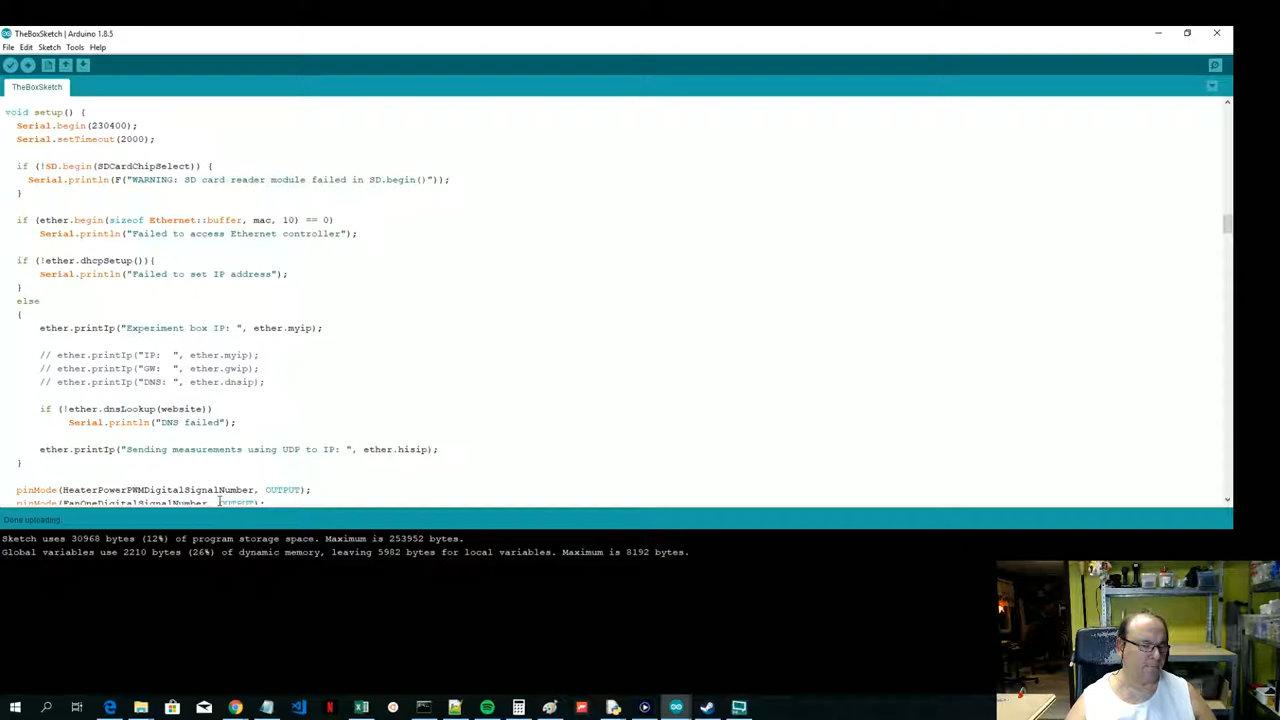 TheBoxSketch | Arduino 1.8.5
File Edit Sketch Tools Help
TheBoxSketch
void setup() {
Serial.begin(230400);
Serial.setTimeout(2000);
if (!SD.begin(SDCardChipSelect)) {
Serial.println(F("WARNING: SD card reader module failed in SD.begin()"));
}
if (ether.begin(sizeof Ethernet::buffer, mac, 10) == 0)
Serial.println("Failed to access Ethernet controller");
if (!ether.dhcpSetup()){
Serial.println("Failed to set IP address");
}
else
{
ether.printIp("Experiment box IP: ", ether.myip);
// ether.printIp("IP:  ", ether.myip);
// ether.printIp("GW:  ", ether.gwip);
// ether.printIp("DNS: ", ether.dnsip);
if (!ether.dnsLookup(website))
Serial.println("DNS failed");
ether.printIp("Sending measurements using UDP to IP: ", ether.hisip);
}
pinMode(HeaterPowerPWMDigitalSignalNumber, OUTPUT);
pinMode(FanOneDigitalSignalNumber, OUTPUT);
Done uploading.
Sketch uses 30968 bytes (12%) of program storage space. Maximum is 253952 bytes.
Global variables use 2210 bytes (26%) of dynamic memory, leaving 5982 bytes for local variables. Maximum is 8192 bytes.